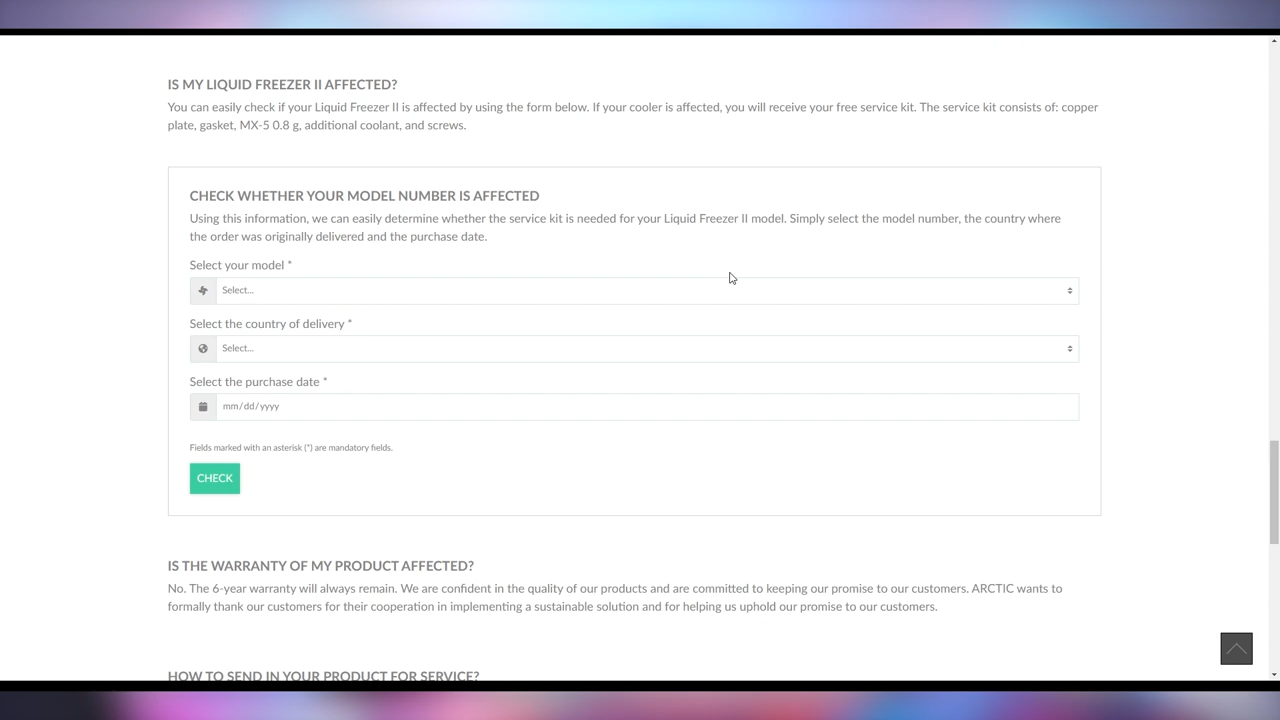 IS MY LIQUID FREEZER II AFFECTED?
You can easily check if your Liquid Freezer II is affected by using the form below. If your cooler is affected, you will receive your free service kit. The service kit consists of: copper
plate, gasket, MX-5 0.8 g, additional coolant, and screws.
CHECK WHETHER YOUR MODEL NUMBER IS AFFECTED
Using this information, we can easily determine whether the service kit is needed for your Liquid Freezer II model. Simply select the model number, the country where
the order was originally delivered and the purchase date.
Select your model *
Select...
Select the country of delivery *
Select...
Select the purchase date *
mm/dd/yyyy
Fields marked with an asterisk (*) are mandatory fields.
CHECK
IS THE WARRANTY OF MY PRODUCT AFFECTED?
No. The 6-year warranty will always remain. We are confident in the quality of our products and are committed to keeping our promise to our customers. ARCTIC wants to
formally thank our customers for their cooperation in implementing a sustainable solution and for helping us uphold our promise to our customers.
HOW TO SEND IN YOUR PRODUCT FOR SERVICE?